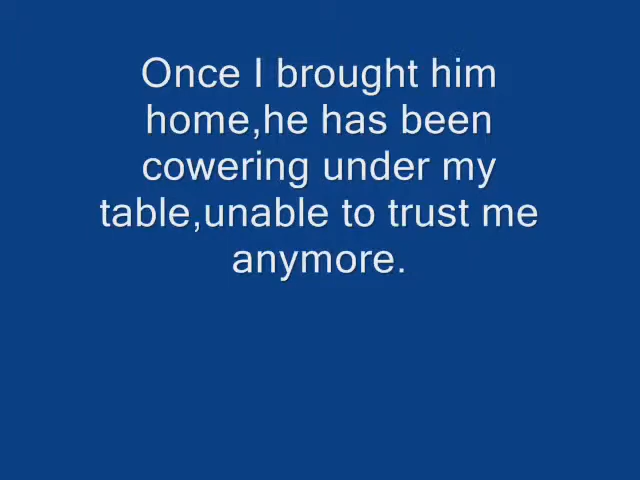 Once I brought him
home,he has been
cowering under my
table,unable to trust me
anymore.